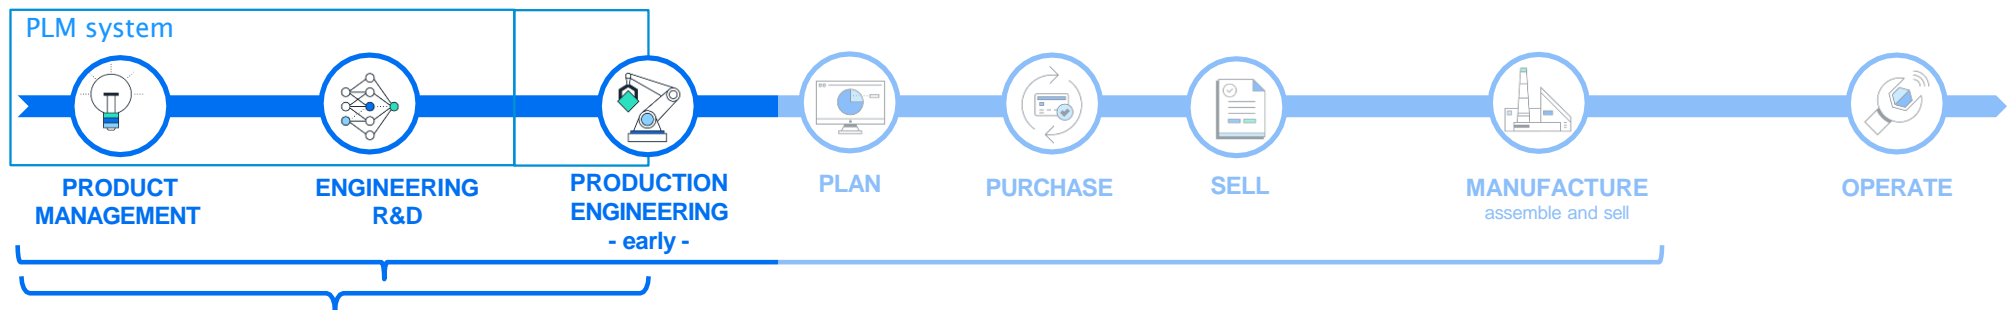 PLM system
PRODUCT
MANAGEMENT
ENGINEERING
R&D
PRODUCTION
ENGINEERING
- early -
PLAN
PURCHASE
SELL
MANUFACTURE
assemble and sell
OPERATE